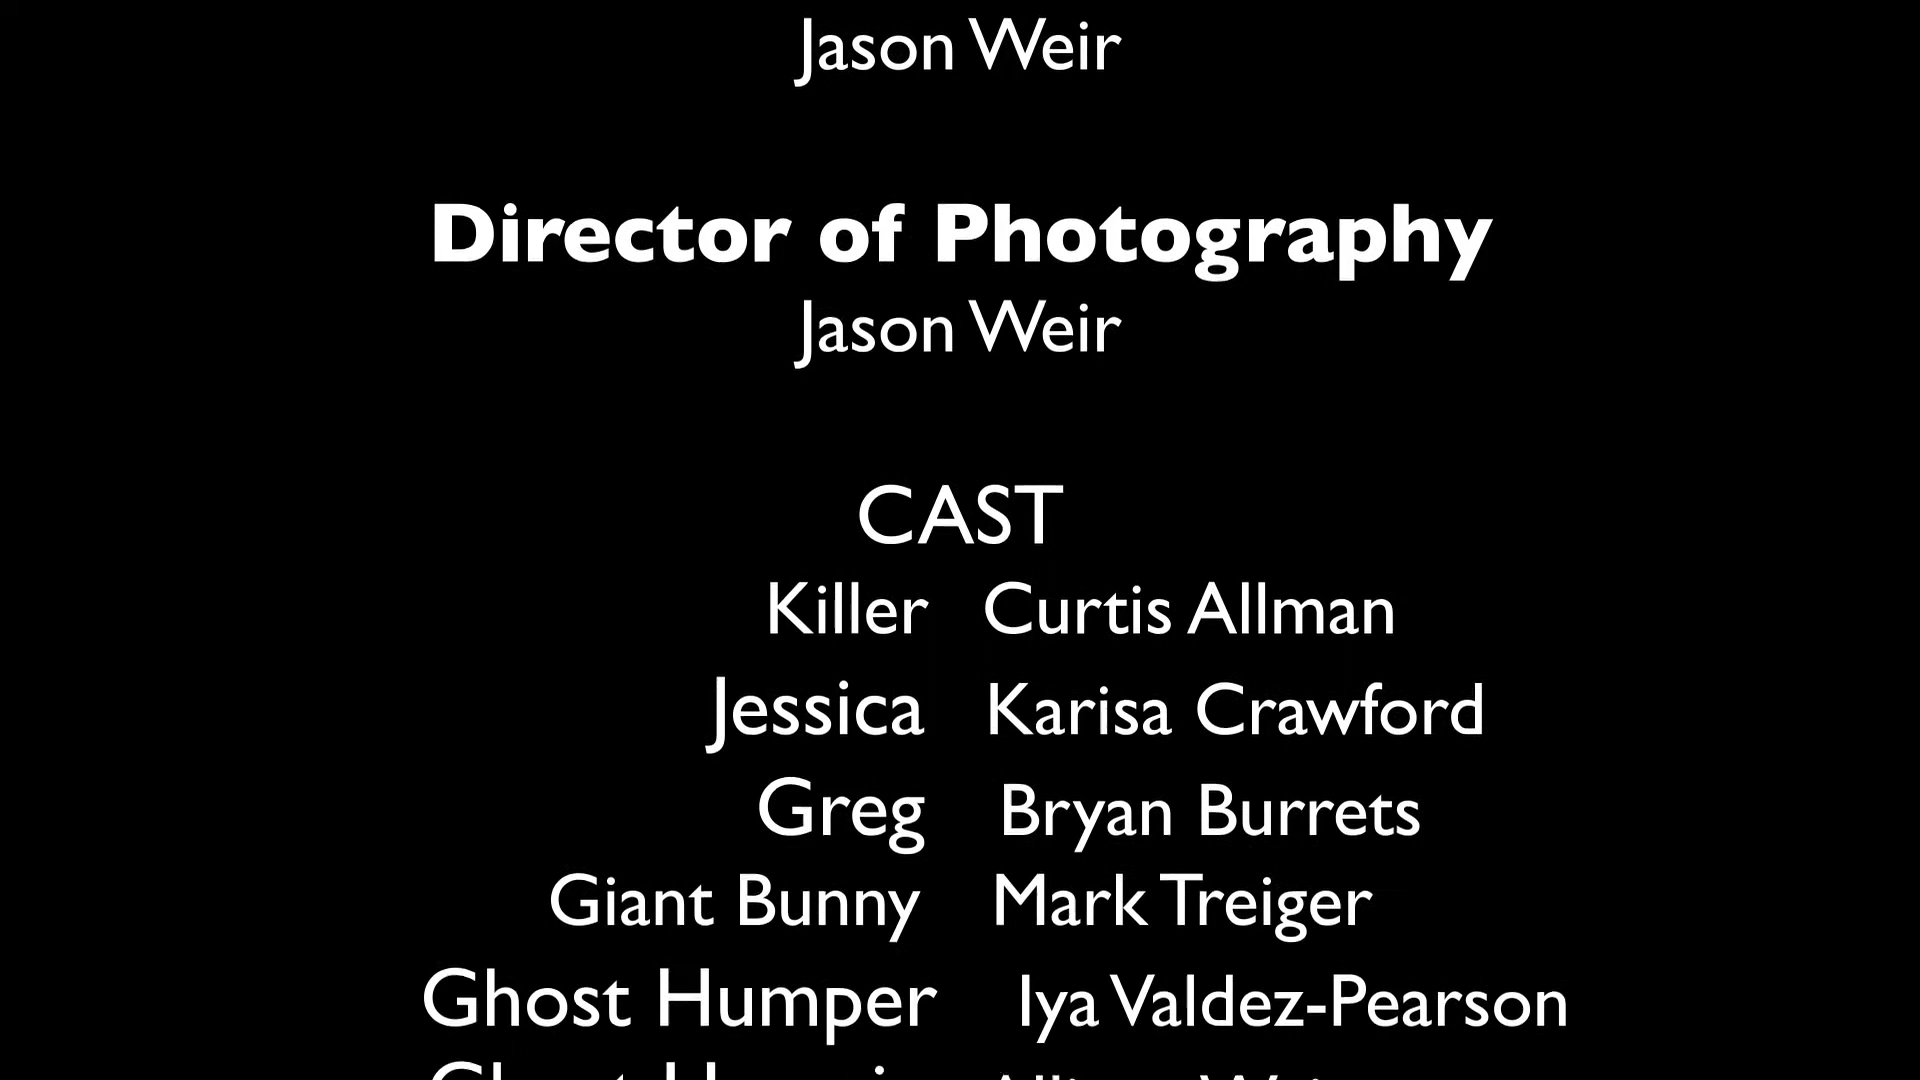 Jason Weir
Director of Photography
Jason Weir
CAST
Killer Curtis Allman
Jessica Karisa Crawford
Greg Bryan Burrets
Giant Bunny Mark Treiger
Ghost Humper Iya Valdez-Pearson